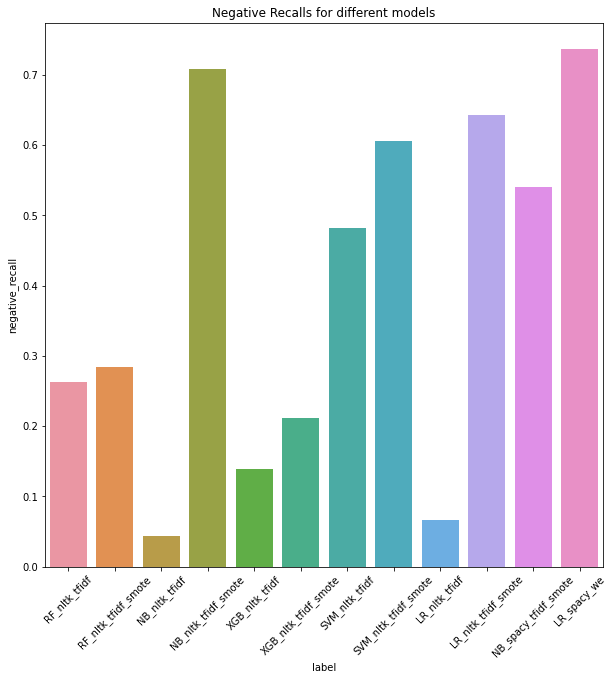 Negative Recalls for different models
negative_recall
0.7
0.6
0.5
0.4
0.3
0.2
0.1
0.0
RF_nltk_tfidf
RF_nltk_tfidf_smote
NB_nltk_tfidf
NB_nltk_tfidf_smote
XGB_nltk_tfidf
XGB_nltk_tfidf_smote
SVM_nltk_tfidf
SVM_nltk_tfidf_smote
LR_nltk_tfidf
LR_nltk_tfidf_smote
NB_spacy_tfidf_smote
LR_spacy_we
label